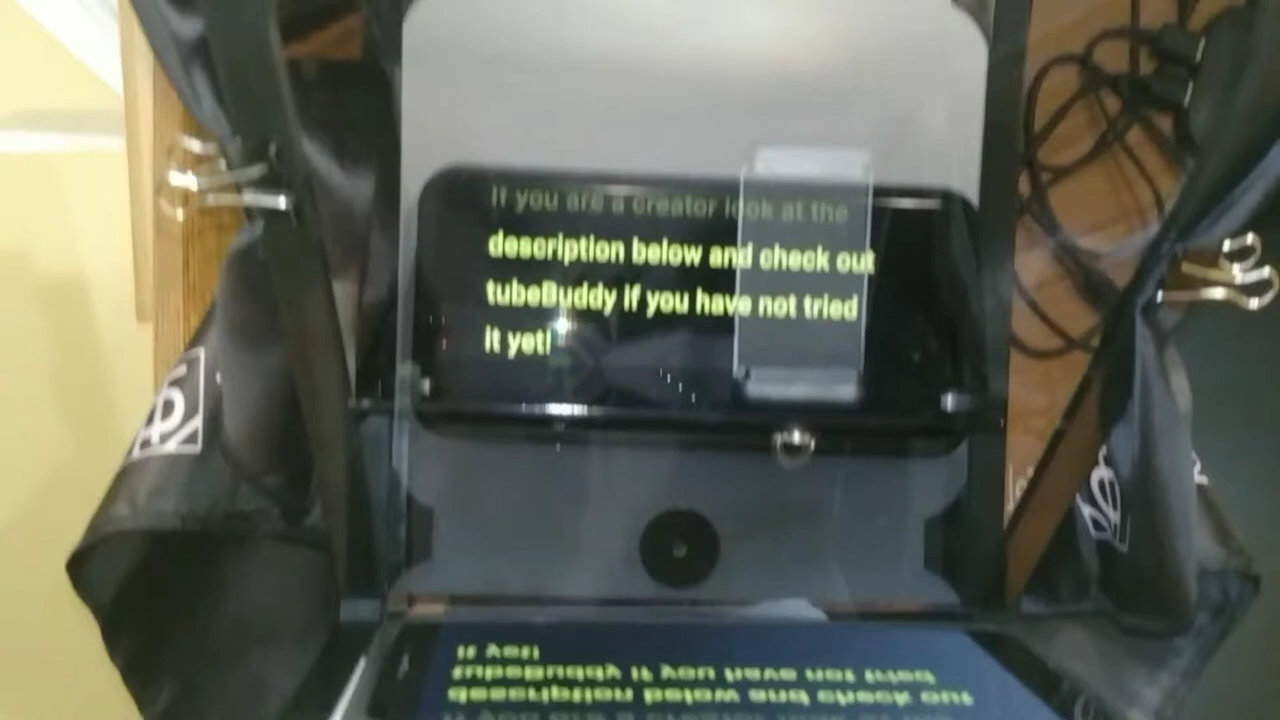 If you are a creator look at the
description below and check out
tubeBuddy if you have not tried
it yet!